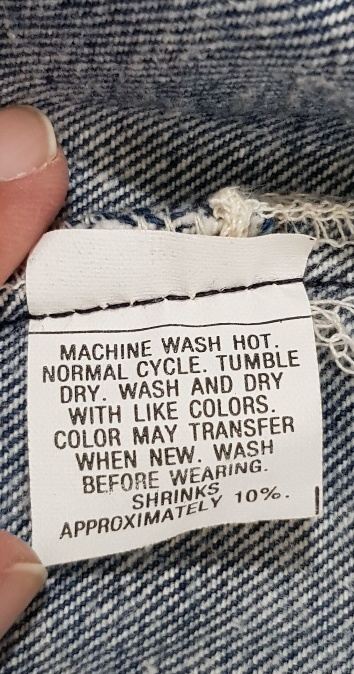 MACHINE WASH HOT.
NORMAL CYCLE. TUMBLE
DRY. WASH AND DRY
WITH LIKE COLORS.
COLOR MAY TRANSFER
WHEN NEW. WASH
BEFORE WEARING.
SHRINKS
APPROXIMATELY 10%.